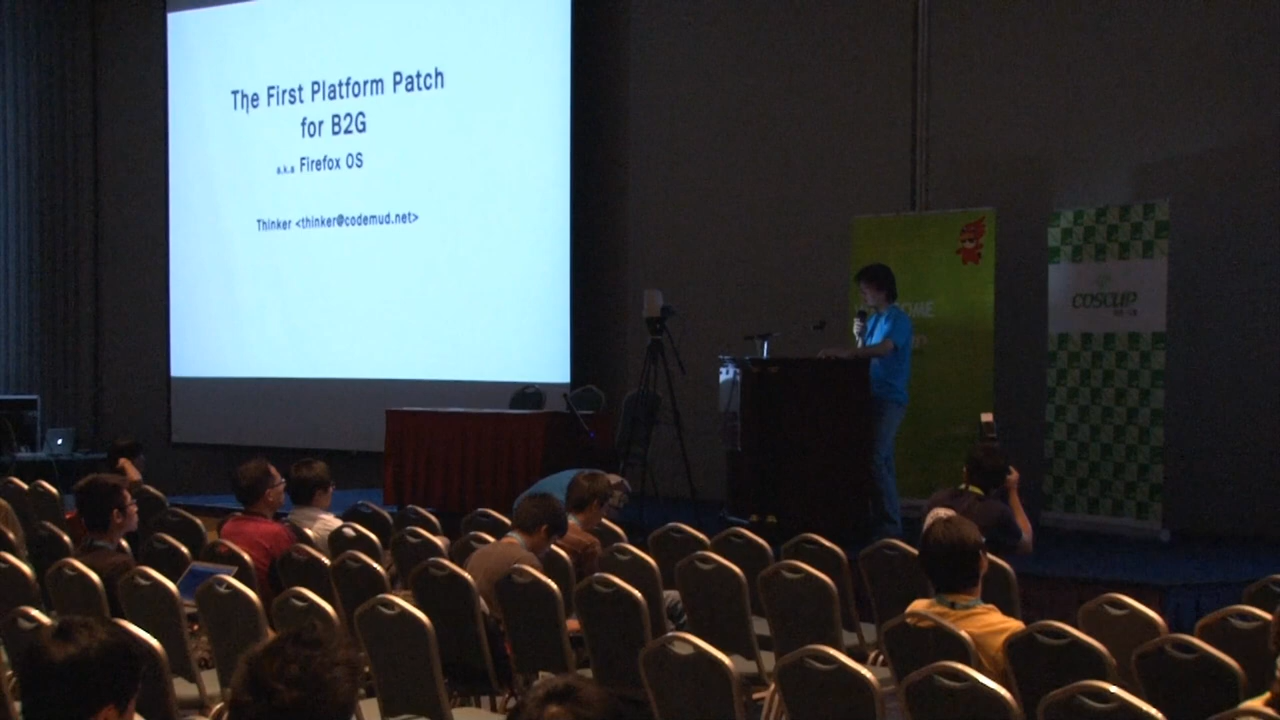 The First Platform Patch
for B2G
a.k.a Firefox OS
Thinker <thinker@codemud.net>
COSCUP